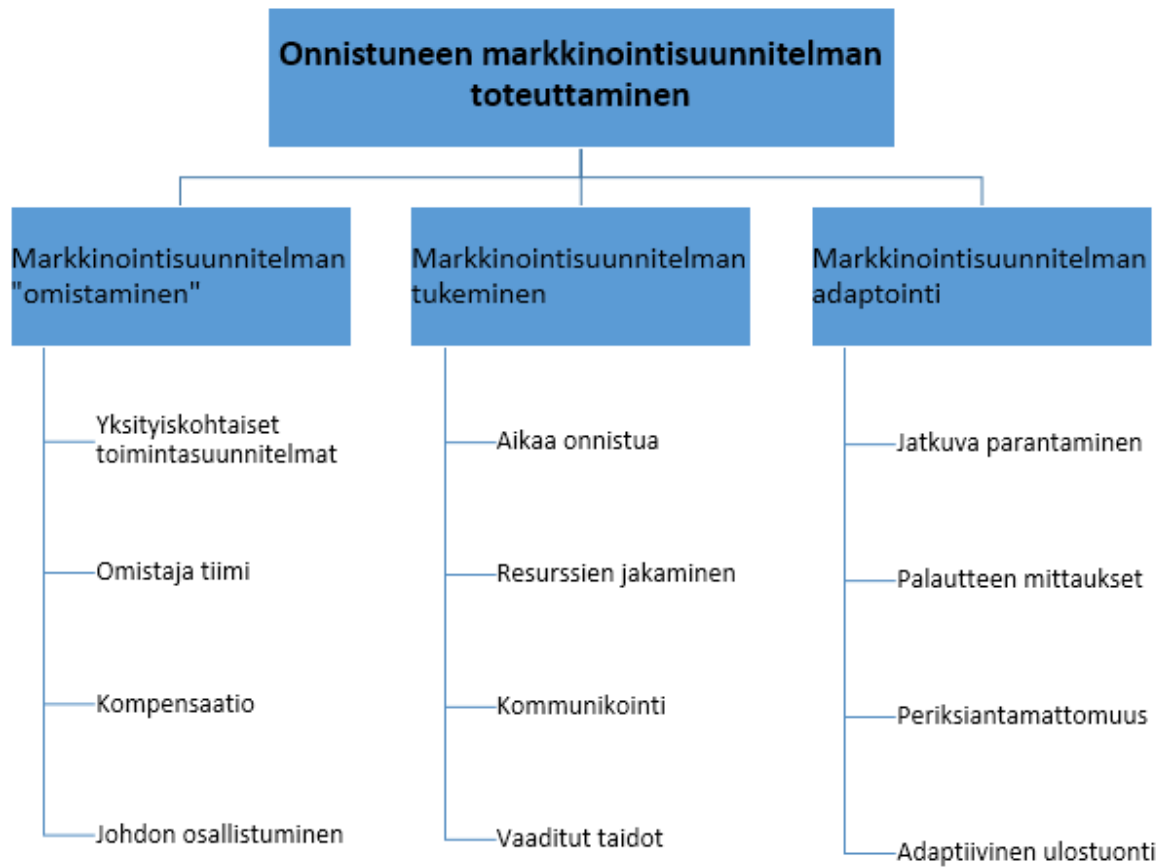 Onnistuneen markkinointisuunnitelman
toteuttaminen
Markkinointisuunnitelman
"omistaminen"
Yksityiskohtaiset
toimintasuunnitelmat
Omistaja tiimi
Kompensaatio
Johdon osallistuminen
Markkinointisuunnitelman
tukeminen
Aikaa onnistua
Resurssien jakaminen
Kommunikointi
Vaaditut taidot
Markkinointisuunnitelman
adaptointi
Jatkuva parantaminen
Palautteen mittaukset
Periksiantamattomuus
Adaptiivinen ulostuonti